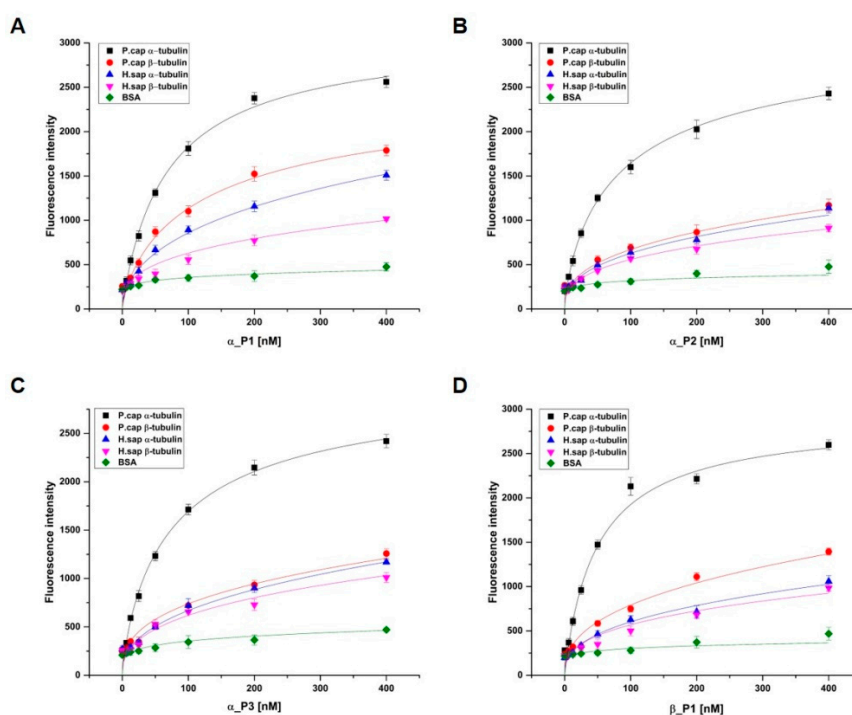 A
P.cap α−tubulin
P.cap β−tubulin
H.sap α−tubulin
H.sap β−tubulin
BSA
3000
2500
2000
1500
1000
500
0
Fluorescence intensity
0 100 200 300 400
α_P1 [nM]
B
P.cap α-tubulin
P.cap β-tubulin
H.sap α-tubulin
H.sap β-tubulin
BSA
3000
2500
2000
1500
1000
500
0
Fluorescence intensity
0 100 200 300 400
α_P2 [nM]
C
P.cap α-tubulin
P.cap β-tubulin
H.sap α-tubulin
H.sap β-tubulin
BSA
2500
2000
1500
1000
500
0
Fluorescence intensity
0 100 200 300 400
α_P3 [nM]
D
P.cap α-tubulin
P.cap β-tubulin
H.sap α-tubulin
H.sap β-tubulin
BSA
3000
2500
2000
1500
1000
500
0
Fluorescence intensity
0 100 200 300 400
β_P1 [nM]